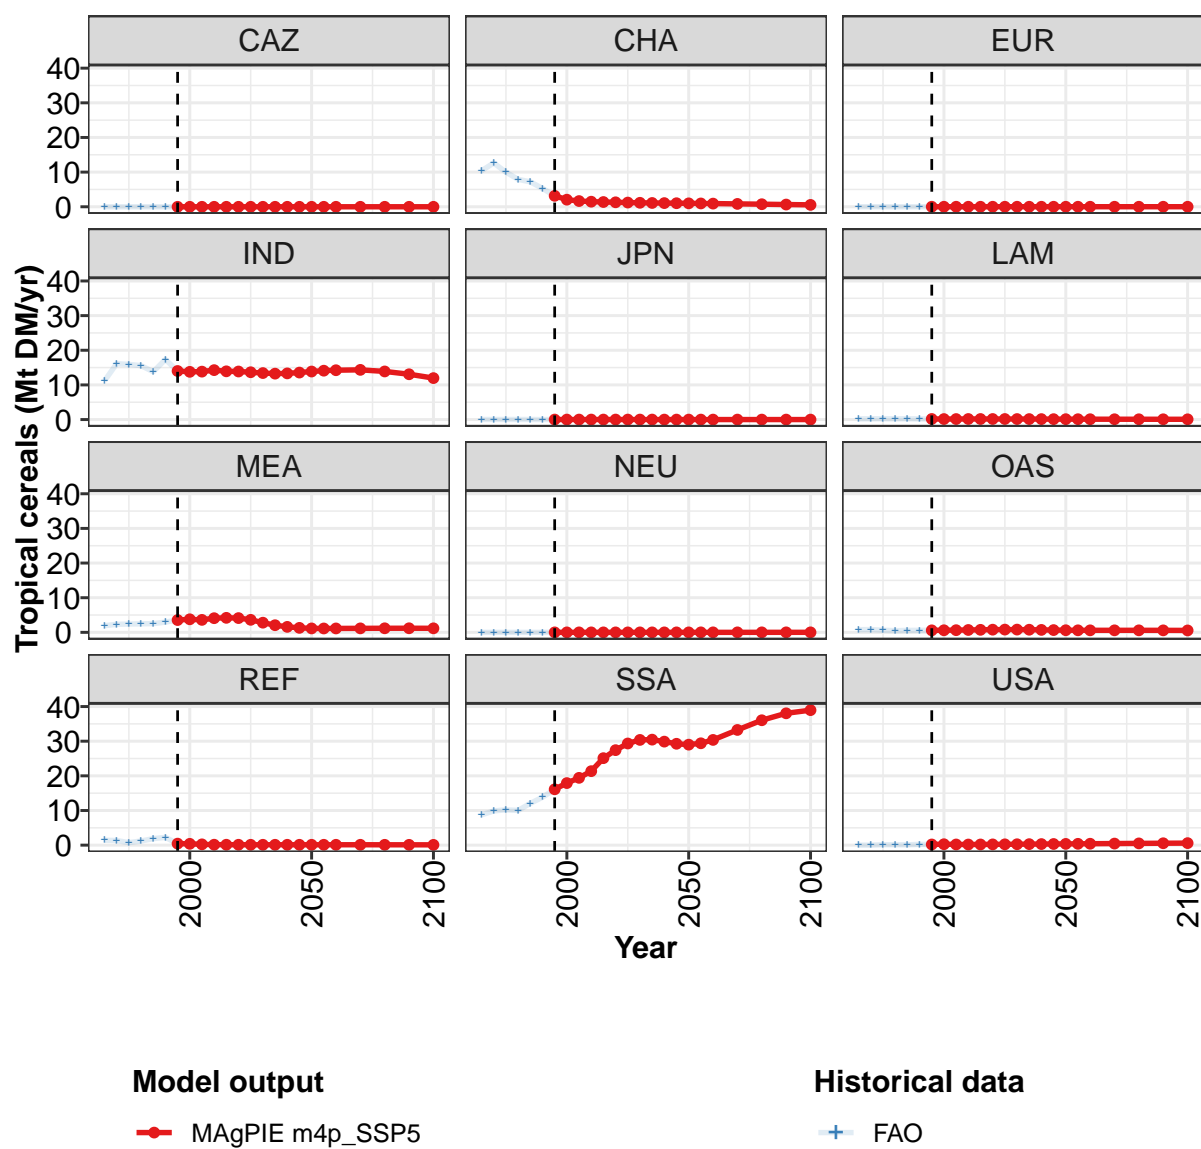 CAZ CHA EUR
40
30
20
10
0
IND JPN LAM
40
30
20
10
0
MEA NEU OAS
40
30
20
10
0
REF SSA USA
40
30
20
10
0
Tropical cereals (Mt DM/yr)
2000 2050 2100 2000 2050 2100 2000 2050 2100
Year
Model output Historical data
MAgPIE m4p_SSP5 FAO